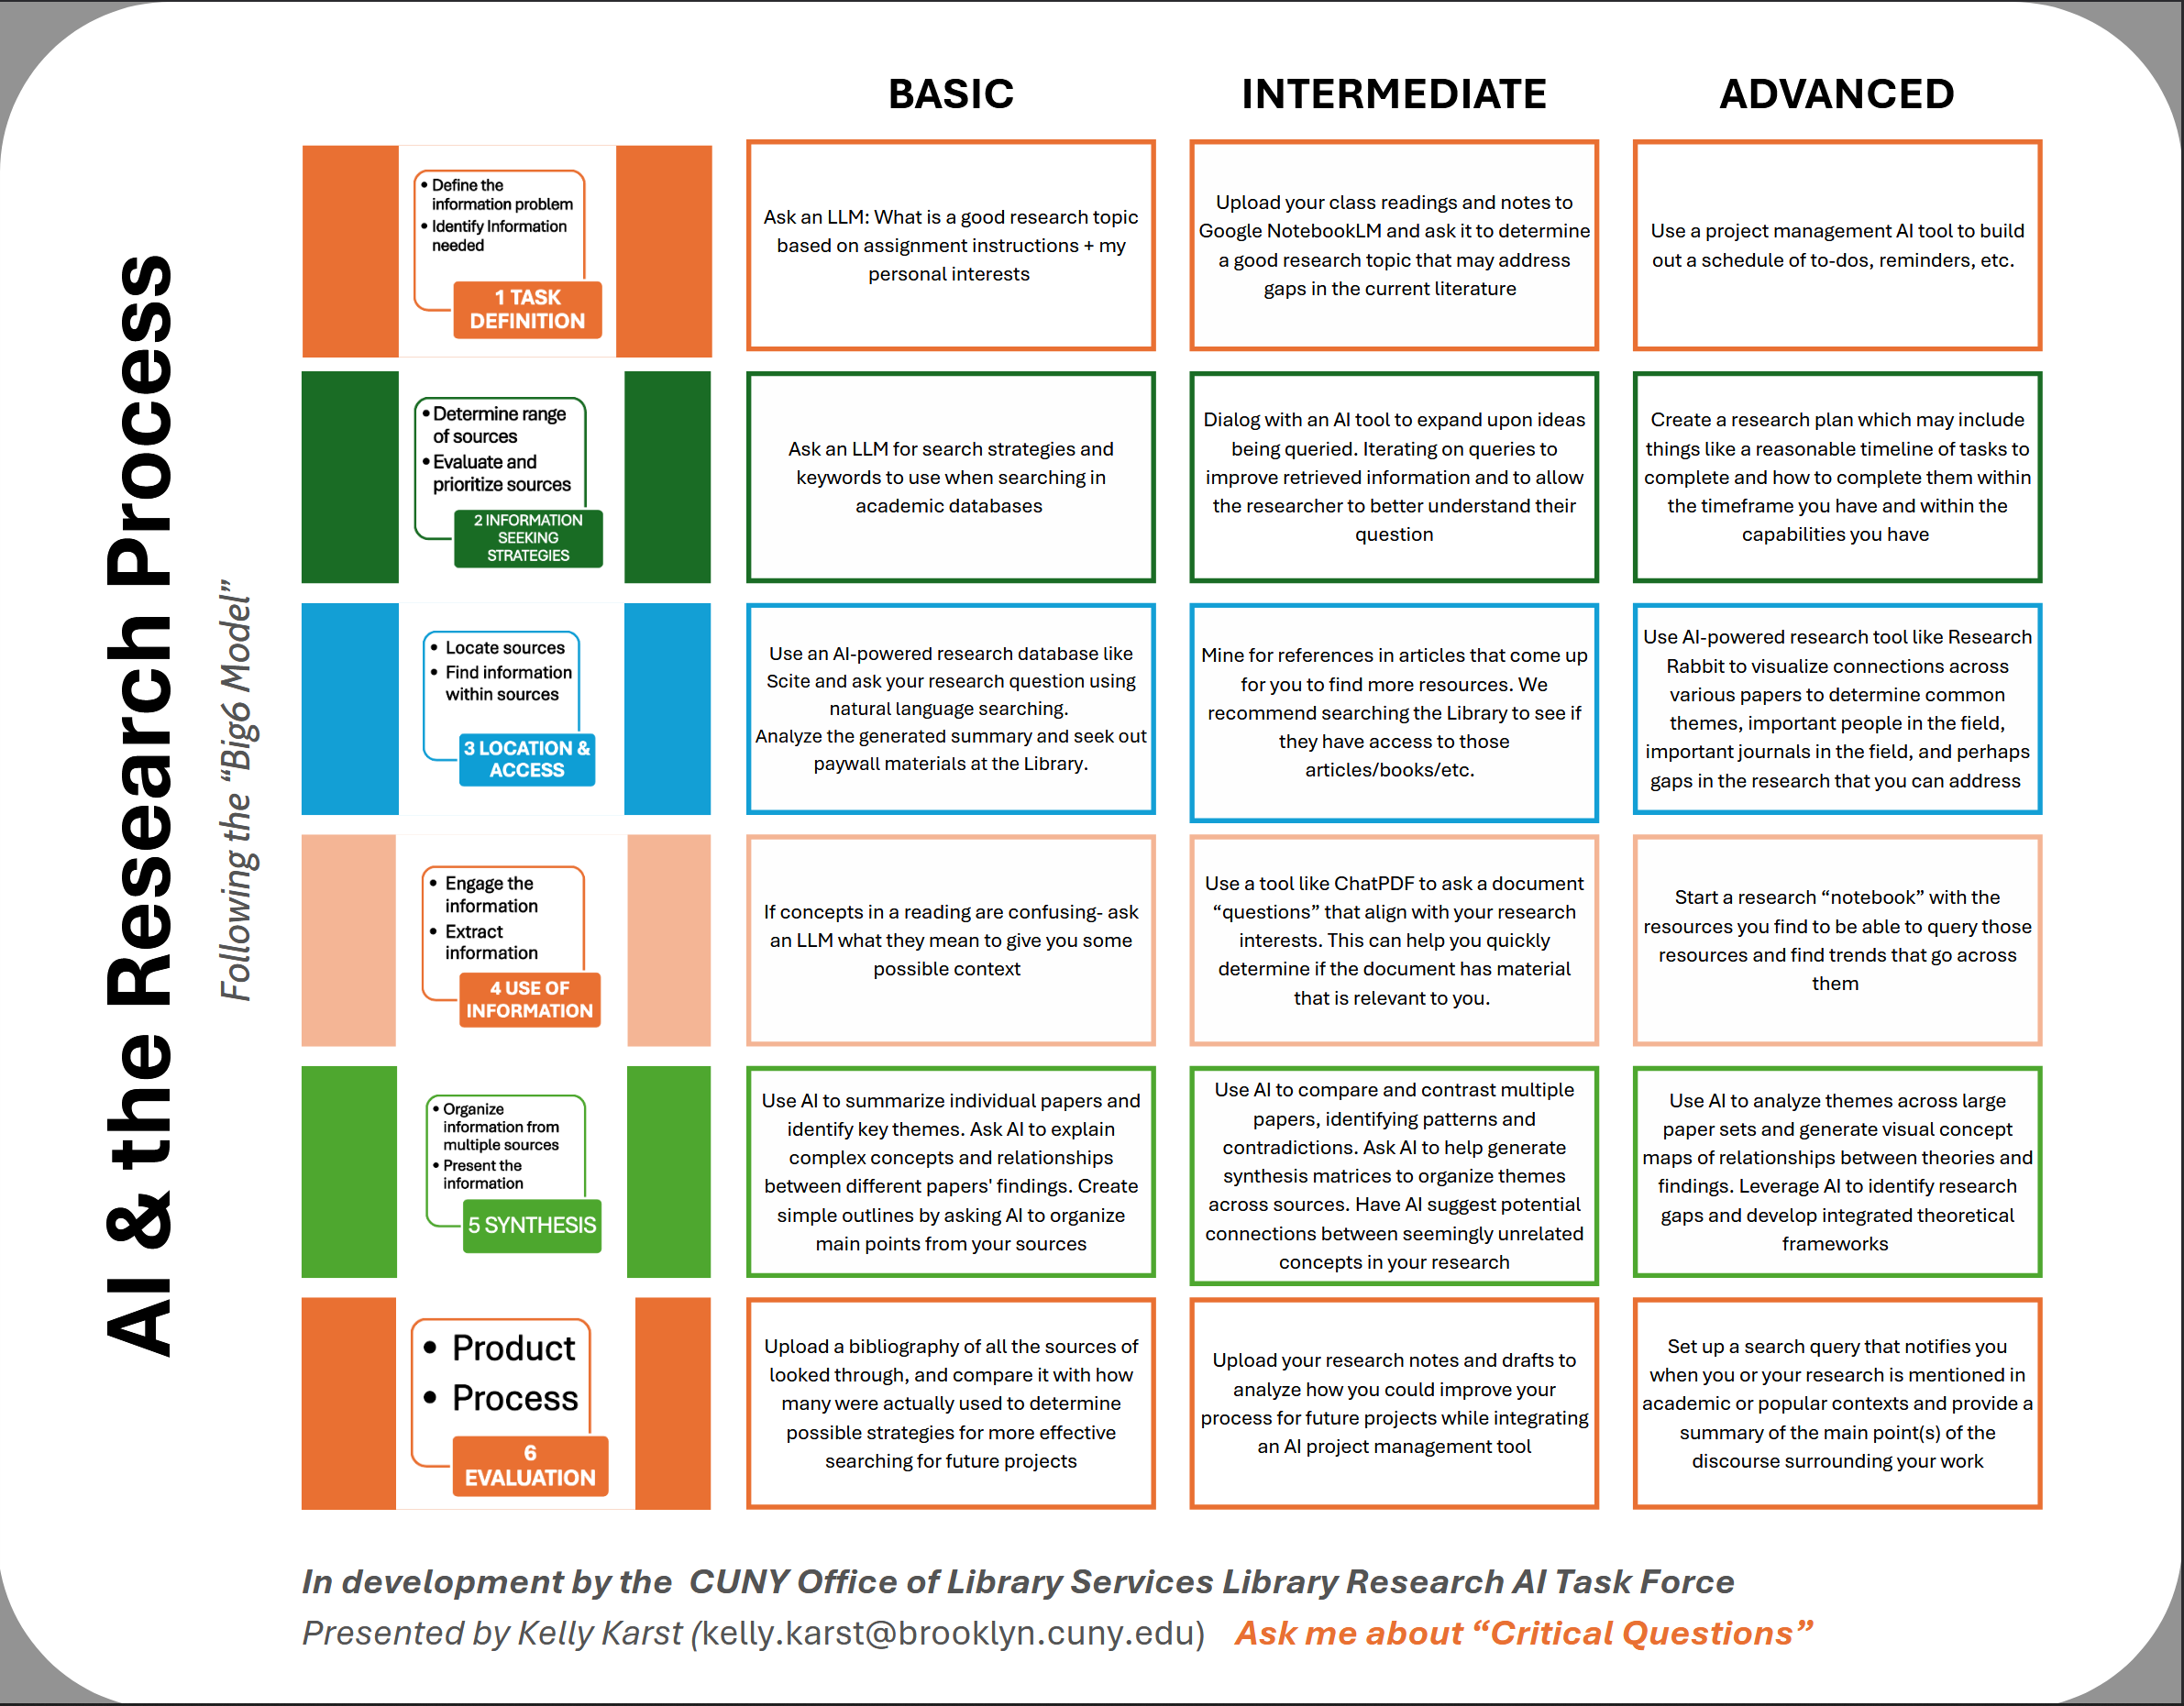 AI & the Research Process
Following the “Big6 Model”
BASIC
INTERMEDIATE
ADVANCED
• Define the
information problem
• Identify Information
needed
1 TASK
DEFINITION
Ask an LLM: What is a good research topic
based on assignment instructions + my
personal interests
Upload your class readings and notes to
Google NotebookLM and ask it to determine
a good research topic that may address
gaps in the current literature
Use a project management AI tool to build
out a schedule of to-dos, reminders, etc.
• Determine range
of sources
• Evaluate and
prioritize sources
2 INFORMATION
SEEKING
STRATEGIES
Ask an LLM for search strategies and
keywords to use when searching in
academic databases
Dialog with an AI tool to expand upon ideas
being queried. Iterating on queries to
improve retrieved information and to allow
the researcher to better understand their
question
Create a research plan which may include
things like a reasonable timeline of tasks to
complete and how to complete them within
the timeframe you have and within the
capabilities you have
• Locate sources
• Find information
within sources
3 LOCATION &
ACCESS
Use an AI-powered research database like
Scite and ask your research question using
natural language searching.
Analyze the generated summary and seek out
paywall materials at the Library.
Mine for references in articles that come up
for you to find more resources. We
recommend searching the Library to see if
they have access to those
articles/books/etc.
Use AI-powered research tool like Research
Rabbit to visualize connections across
various papers to determine common
themes, important people in the field,
important journals in the field, and perhaps
gaps in the research that you can address
• Engage the
information
• Extract
information
4 USE OF
INFORMATION
If concepts in a reading are confusing- ask
an LLM what they mean to give you some
possible context
Use a tool like ChatPDF to ask a document
“questions” that align with your research
interests. This can help you quickly
determine if the document has material
that is relevant to you.
Start a research “notebook” with the
resources you find to be able to query those
resources and find trends that go across
them
• Organize
information from
multiple sources
• Present the
information
5 SYNTHESIS
Use AI to summarize individual papers and
identify key themes. Ask AI to explain
complex concepts and relationships
between different papers' findings. Create
simple outlines by asking AI to organize
main points from your sources
Use AI to compare and contrast multiple
papers, identifying patterns and
contradictions. Ask AI to help generate
synthesis matrices to organize themes
across sources. Have AI suggest potential
connections between seemingly unrelated
concepts in your research
Use AI to analyze themes across large
paper sets and generate visual concept
maps of relationships between theories and
findings. Leverage AI to identify research
gaps and develop integrated theoretical
frameworks
• Product
• Process
6
EVALUATION
Upload a bibliography of all the sources of
looked through, and compare it with how
many were actually used to determine
possible strategies for more effective
searching for future projects
Upload your research notes and drafts to
analyze how you could improve your
process for future projects while integrating
an AI project management tool
Set up a search query that notifies you
when you or your research is mentioned in
academic or popular contexts and provide a
summary of the main point(s) of the
discourse surrounding your work
In development by the CUNY Office of Library Services Library Research AI Task Force
Presented by Kelly Karst (kelly.karst@brooklyn.cuny.edu) Ask me about “Critical Questions”